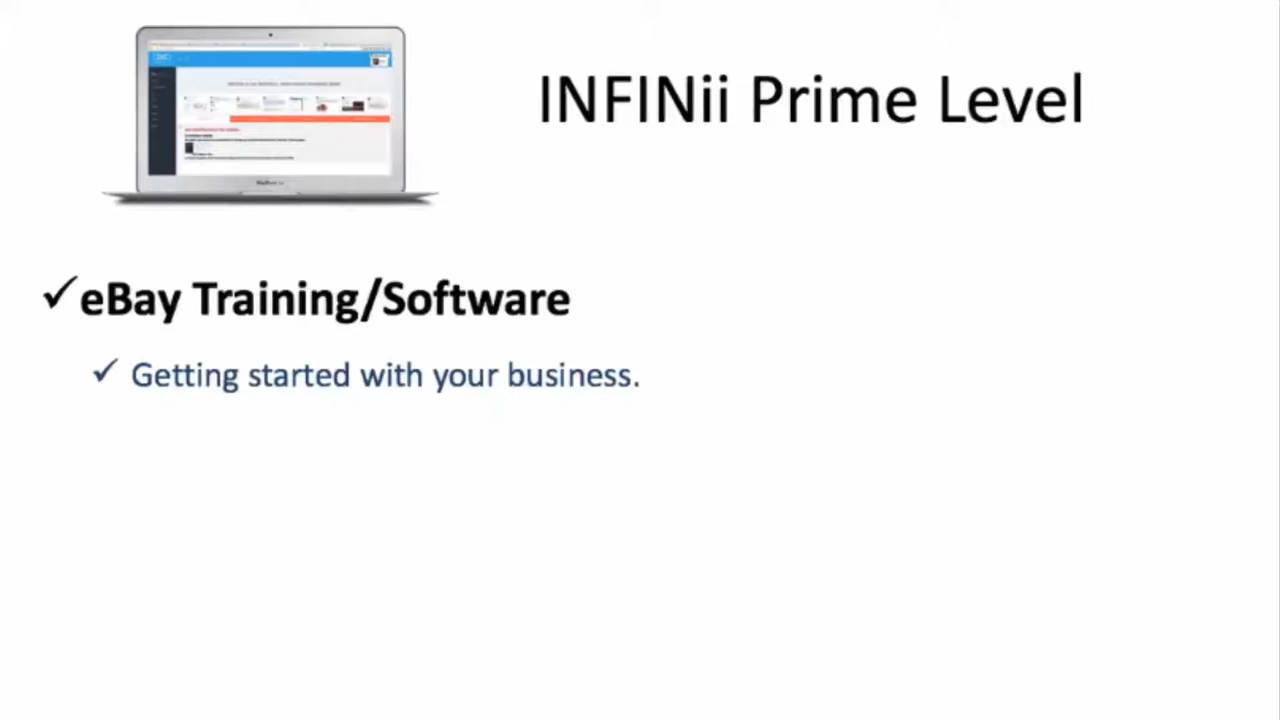 INFINii Prime Level
✓eBay Training/Software
✓ Getting started with your business.